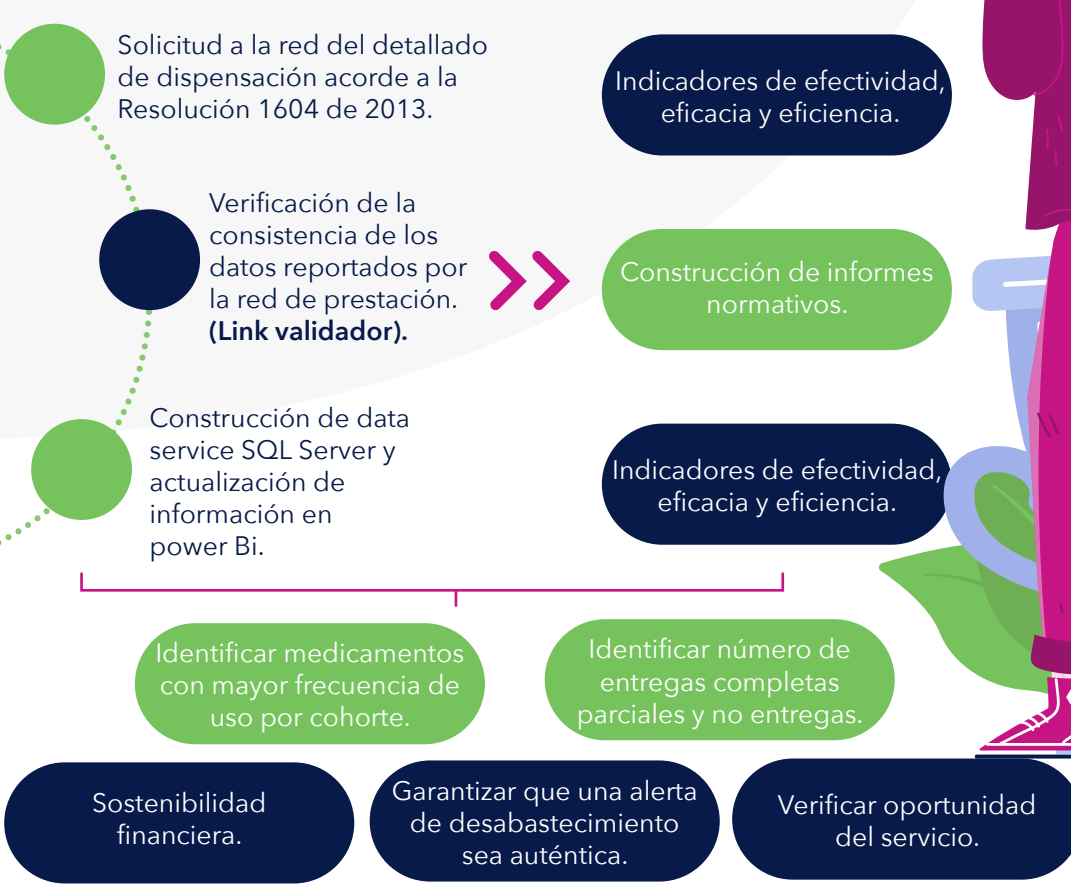 Solicitud a la red del detallado
de dispensación acorde a la
Resolución 1604 de 2013.
Verificación de la
consistencia de los
datos reportados por
la red de prestación.
(Link validador).
Construcción de data
service SQL Server y
actualización de
información en
power Bi.
Indicadores de efectividad,
eficacia y eficiencia.
Construcción de informes
normativos.
Indicadores de efectividad,
eficacia y eficiencia.
Identificar medicamentos
con mayor frecuencia de
uso por cohorte.
Identificar número de
entregas completas
parciales y no entregas.
Sostenibilidad
financiera.
Garantizar que una alerta
de desabastecimiento
sea auténtica.
Verificar oportunidad
del servicio.